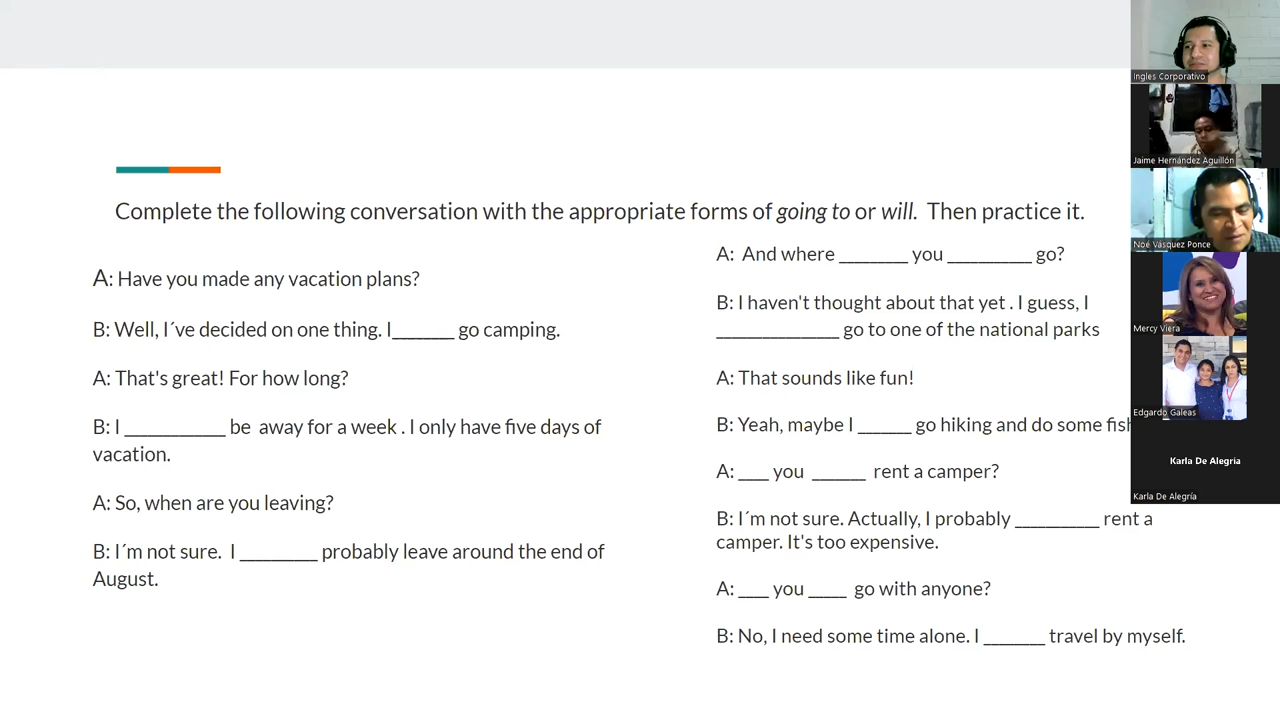 Complete the following conversation with the appropriate forms of going to or will. Then practice it.
A: Have you made any vacation plans?
B: Well, I´ve decided on one thing. I_______ go camping.
A: That's great! For how long?
B: I ____________ be away for a week . I only have five days of
vacation.
A: So, when are you leaving?
B: I´m not sure. I _________ probably leave around the end of
August.
A: And where ________ you __________ go?
B: I haven't thought about that yet . I guess, I
______________ go to one of the national parks
A: That sounds like fun!
B: Yeah, maybe I ______ go hiking and do some
A: ___ you ______ rent a camper?
B: I´m not sure. Actually, I probably __________ rent a
camper. It's too expensive.
A: ___ you ____ go with anyone?
B: No, I need some time alone. I _______ travel by myself.
Ingles Corporativo
Jaime Hernández Aguillón
Noé Vásquez Ponce
Mercy Viera
Edgardo Galeas
Karla De Alegría
Karla De Alegría